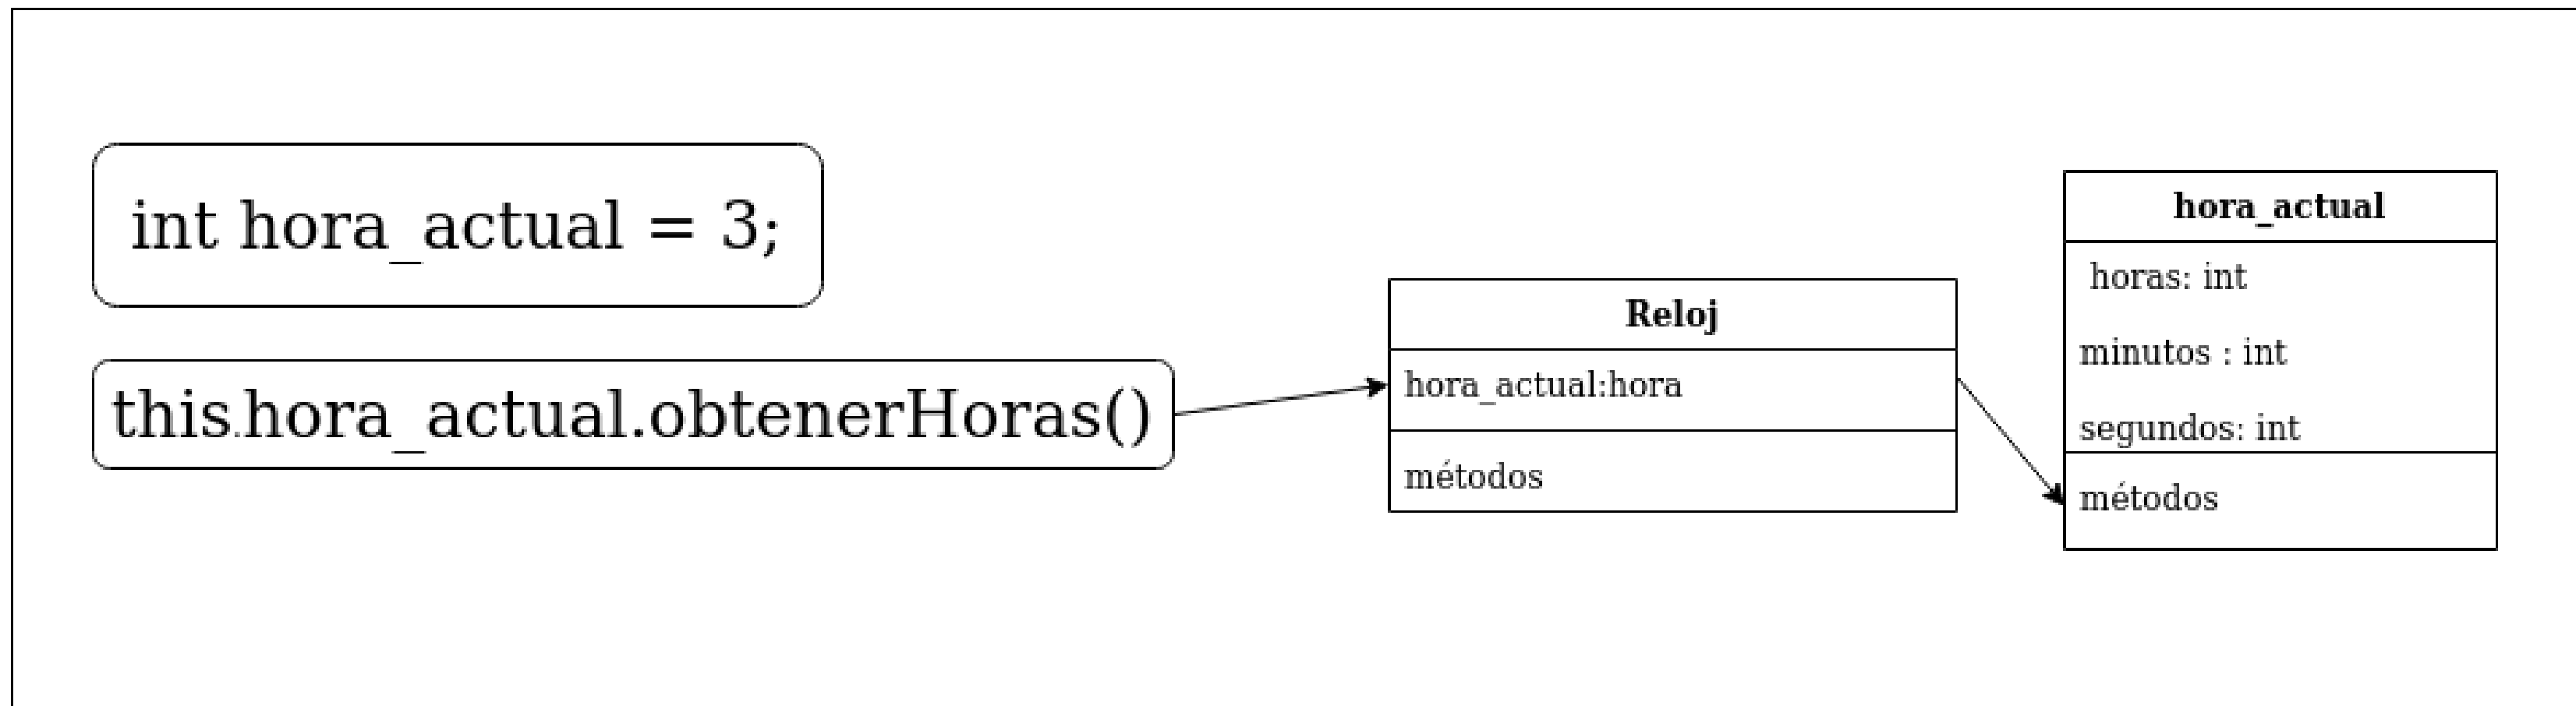 int hora_actual = 3;
this.hora_actual.obtenerHoras()
Reloj
hora_actual:hora
métodos
hora_actual
horas: int
minutos : int
segundos: int
métodos